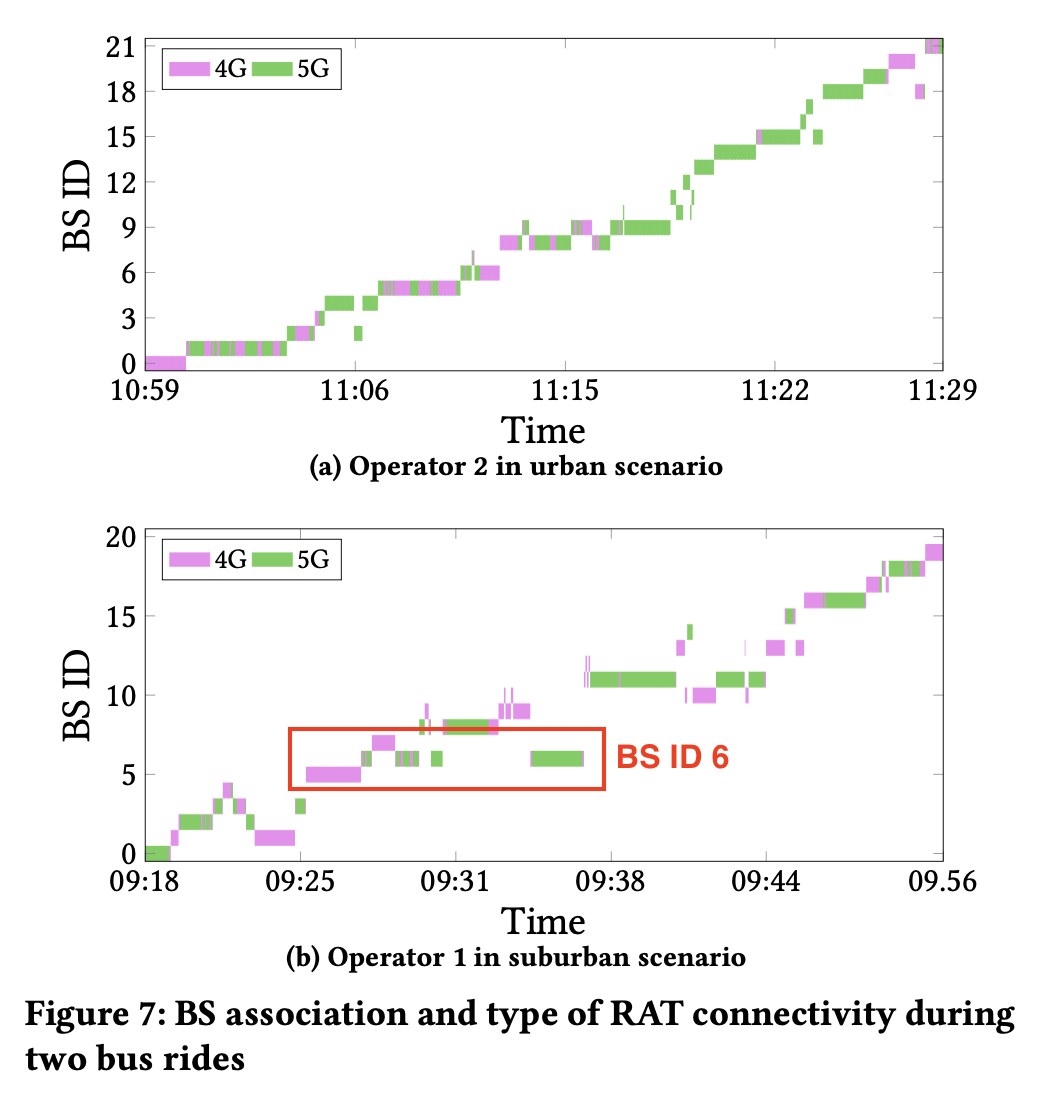 4G 5G
21
18
15
12
9
6
3
0
BS ID
10:59 11:06 11:15 11:22 11:29
Time
(a) Operator 2 in urban scenario
4G 5G
20
15
10
5
0
BS ID
BS ID 6
09:18 09:25 09:31 09:38 09:44 09.56
Time
(b) Operator 1 in suburban scenario
Figure 7: BS association and type of RAT connectivity during
two bus rides